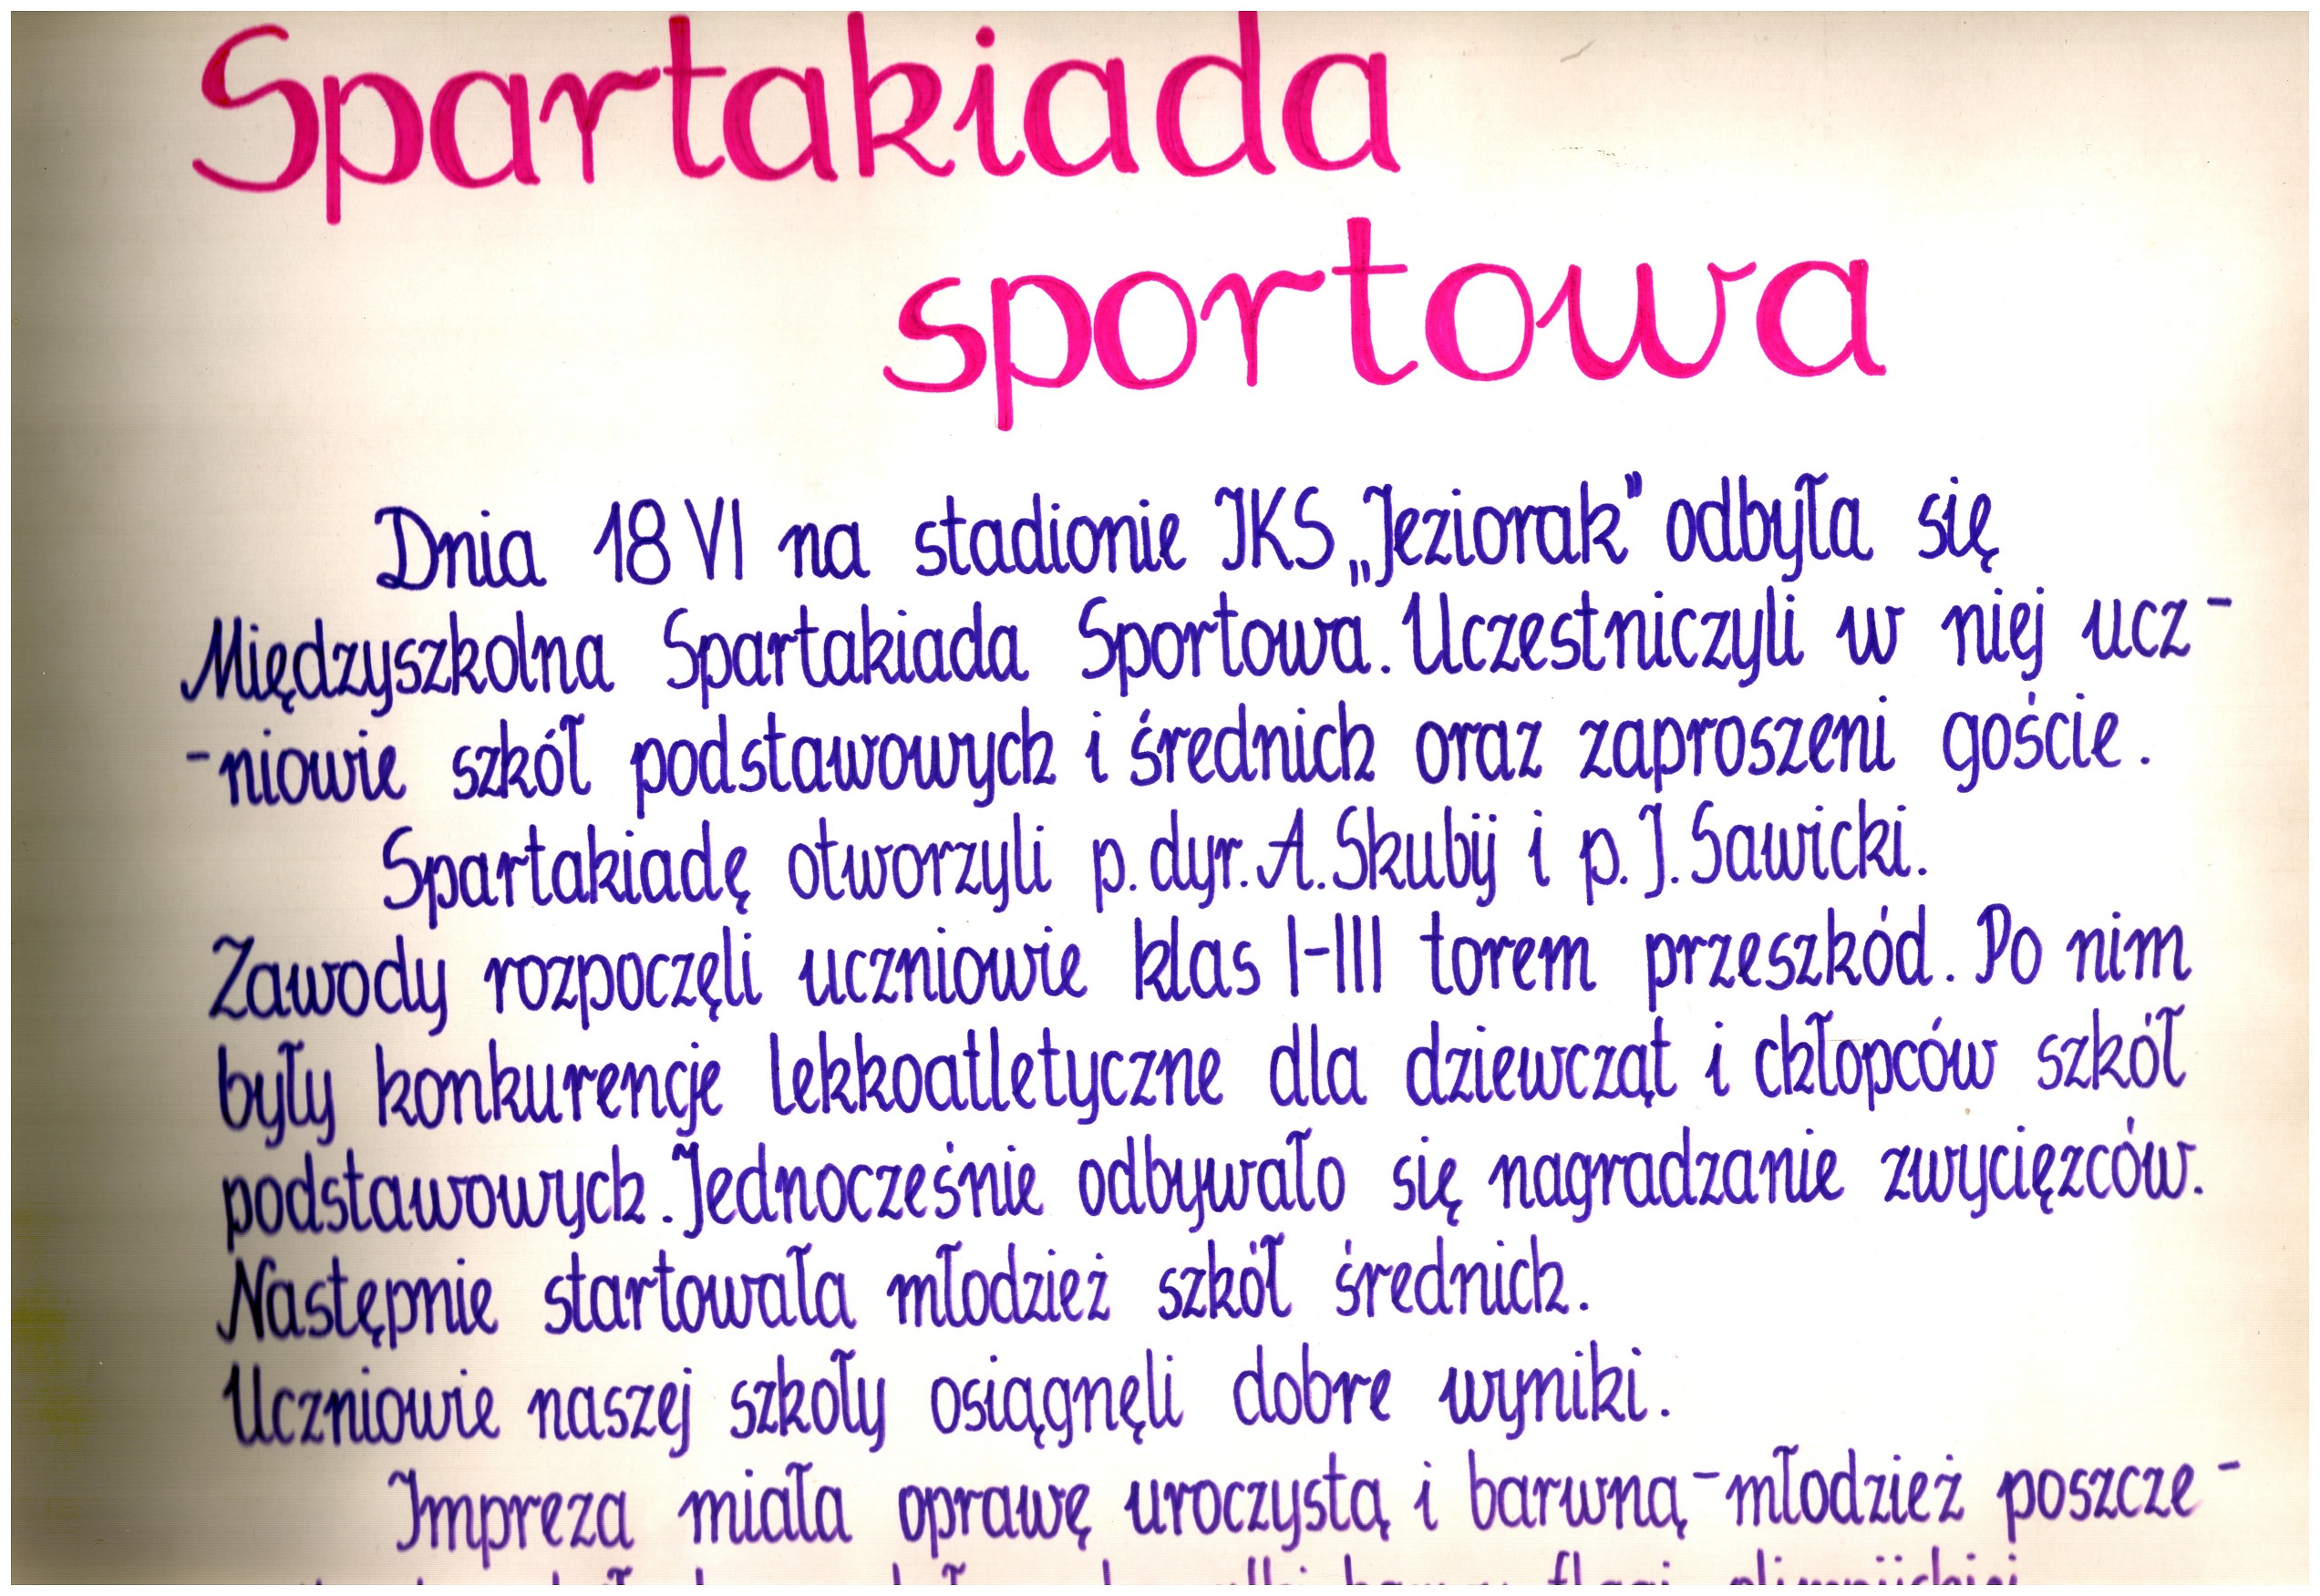 Spartakiada
sportowa
Dnia 18 VI na stadionie JKS „Jeziorak" odbyła się
Międzyszkolna Spartakiada Sportowa. Uczestniczyli w niej ucz-
-niowie szkół podstawowych i średnich oraz zaproszeni goście.
Spartakiadę otworzyli p. dyr. A. Skubij i p. J. Sawicki.
Zawody rozpoczęli uczniowie klas I-III torem przeszkód. Po nim
były konkurencje lekkoatletyczne dla dziewcząt i chłopców szkół
podstawowych. Jednocześnie odbywało się nagradzanie zwycięzców.
Następnie startowała młodzież szkół średnich.
Uczniowie naszej szkoły osiągnęli dobre wyniki.
Impreza miała oprawę uroczystą i barwną - młodzież poszcze-
flagi olimpijskiej